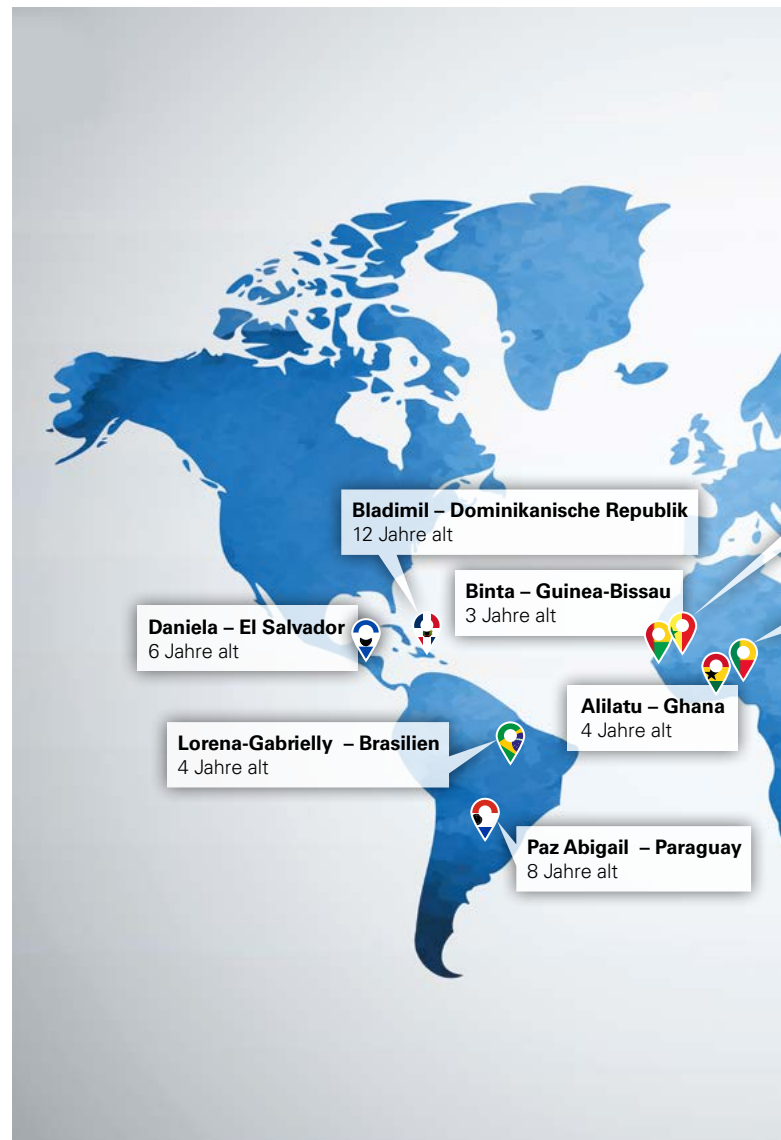 Bladimil – Dominikanische Republik
12 Jahre alt
Binta – Guinea-Bissau
3 Jahre alt
Daniela – El Salvador
6 Jahre alt
Alilatu – Ghana
4 Jahre alt
Lorena-Gabrielly – Brasilien
4 Jahre alt
Paz Abigail – Paraguay
8 Jahre alt